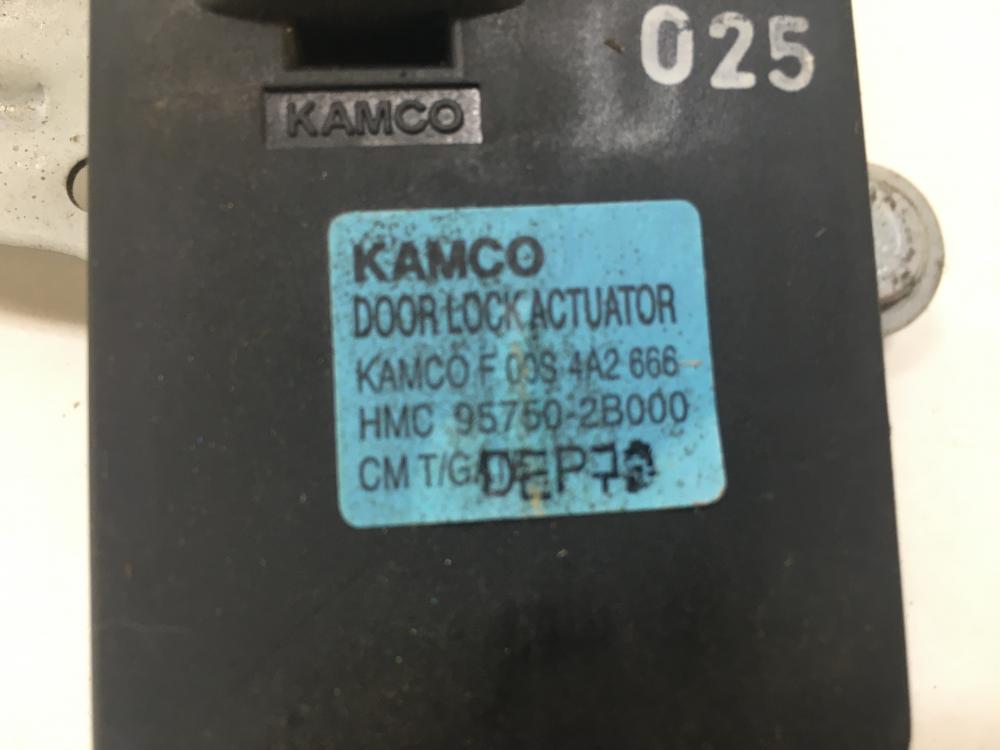 025
KAMCO
KAMCO
DOOR LOCK ACTUATOR
KAMCO F 00S 4A2 666
HMC 95750-2B000
CM